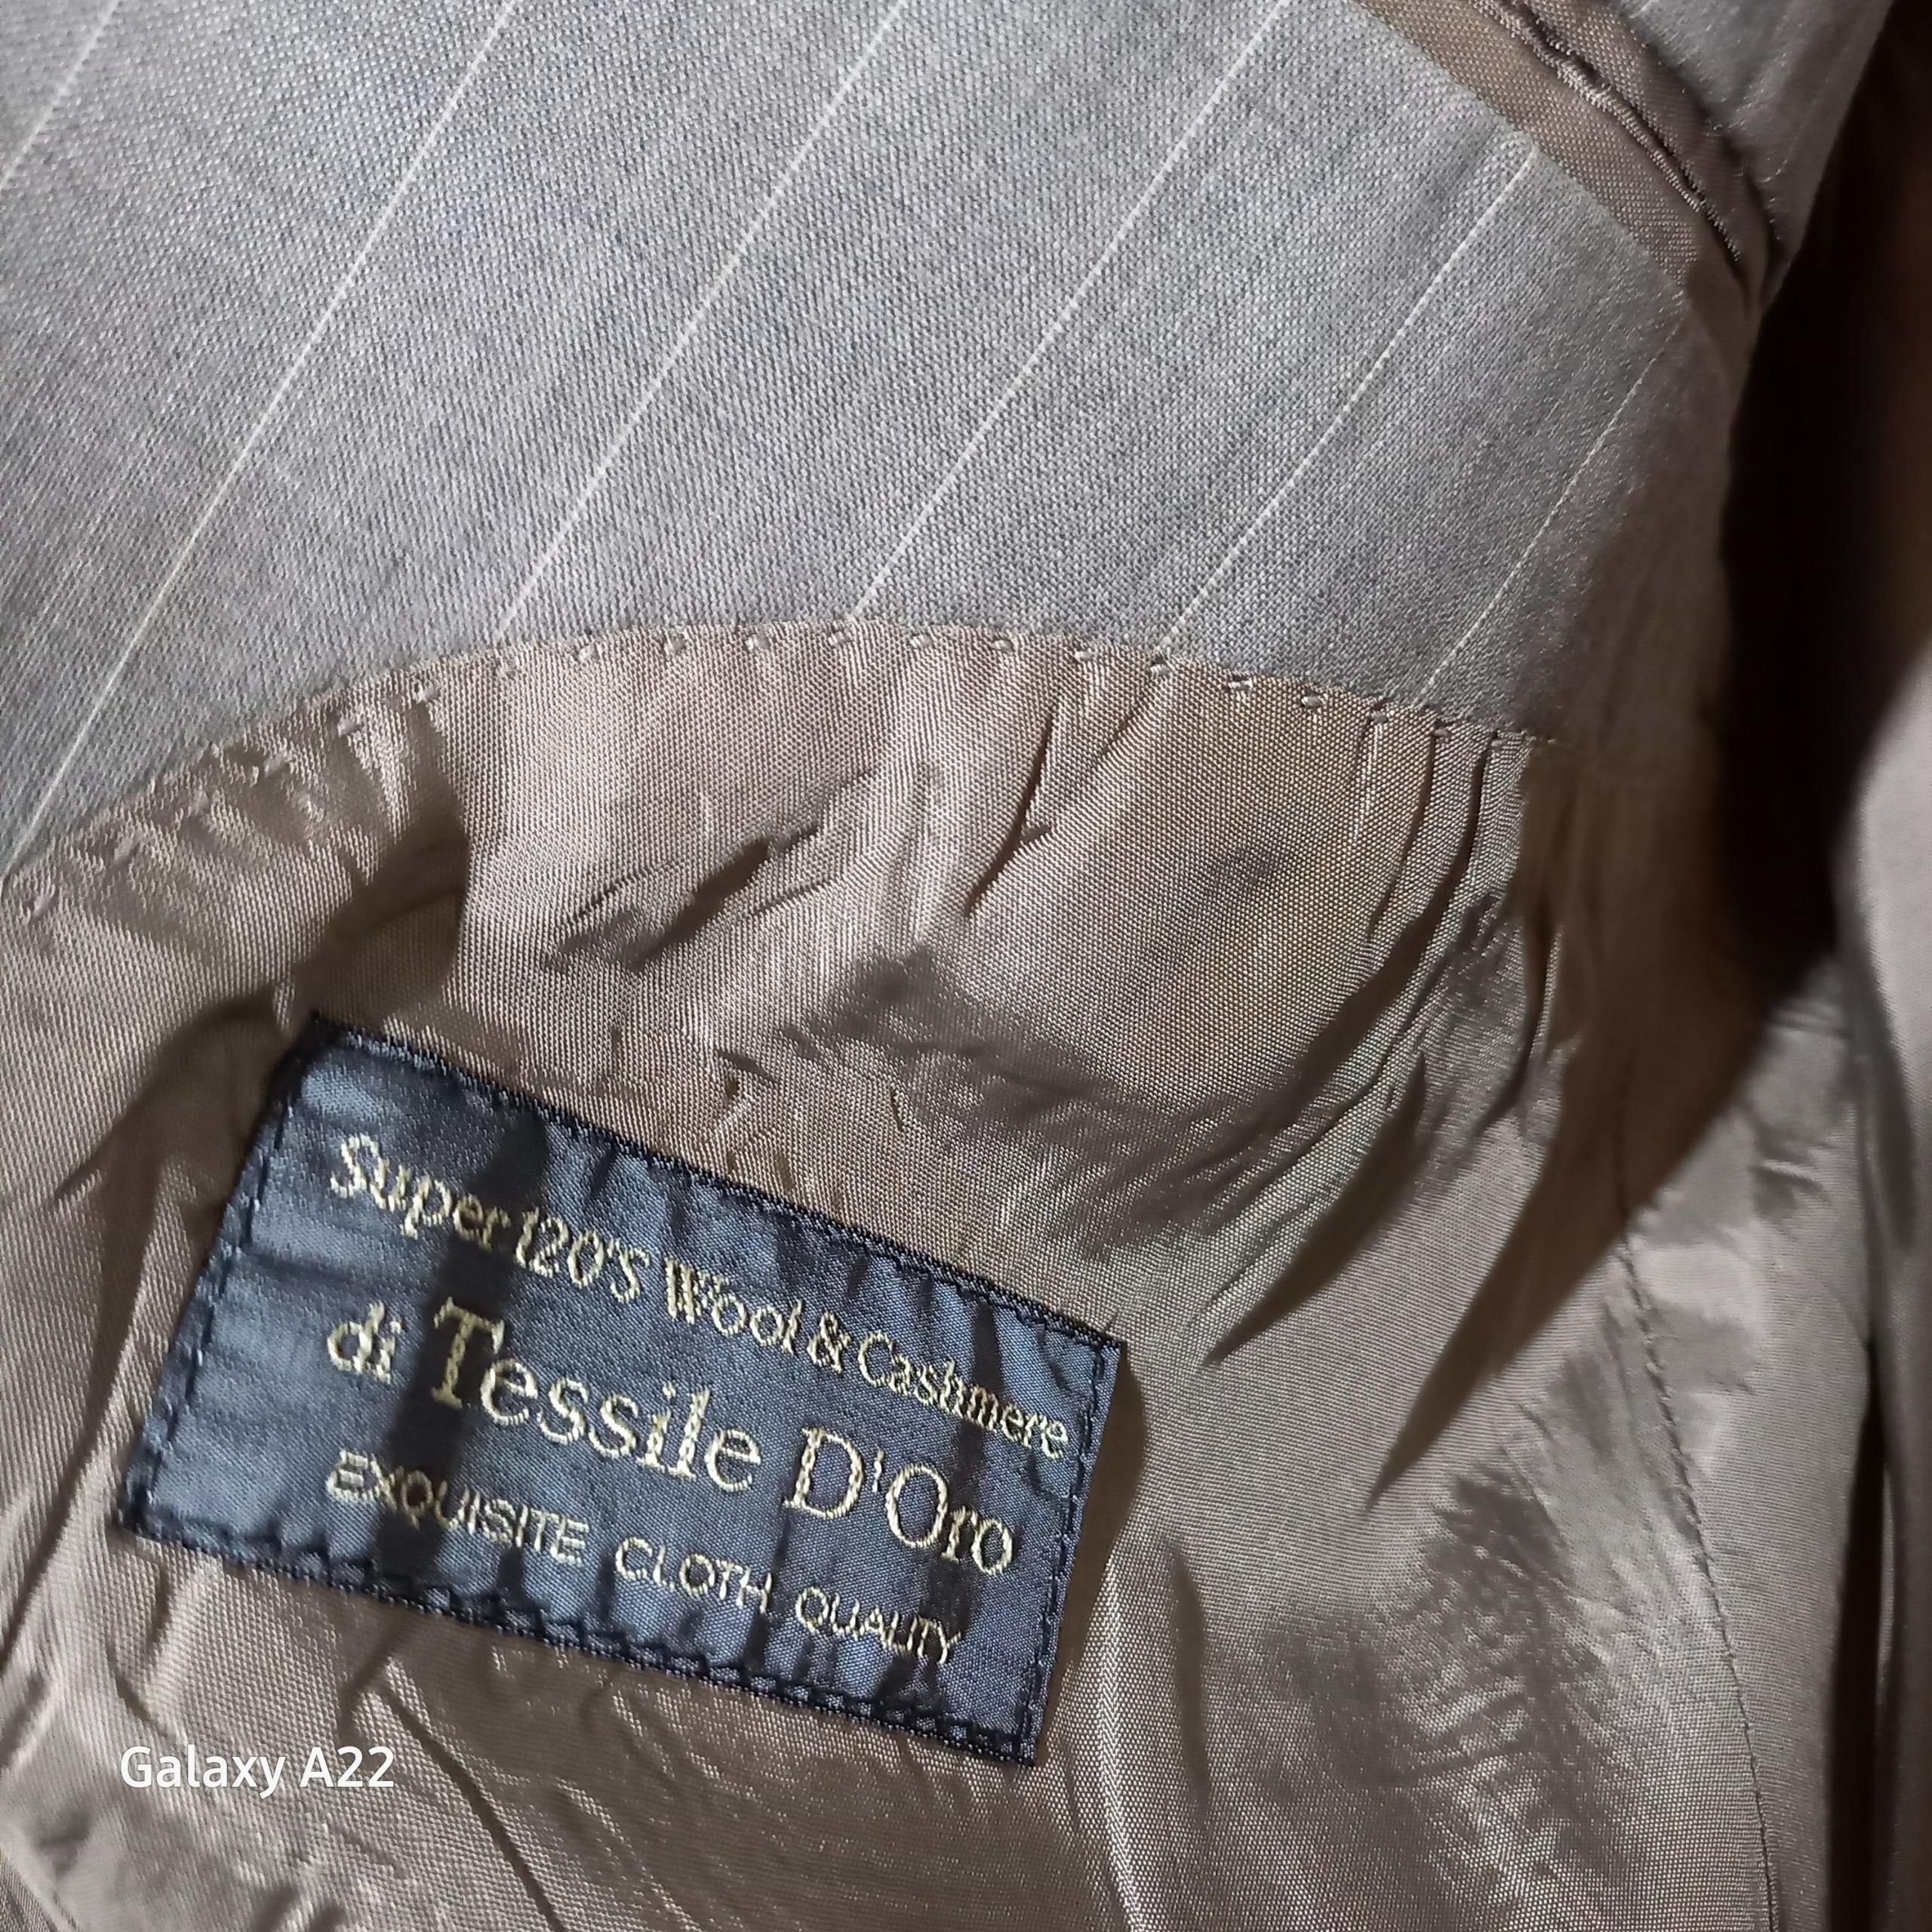 Super 120'S Wool & Cashmere
di Tessile D'Oro
EXQUISITE CLOTH QUALITY
Galaxy A22